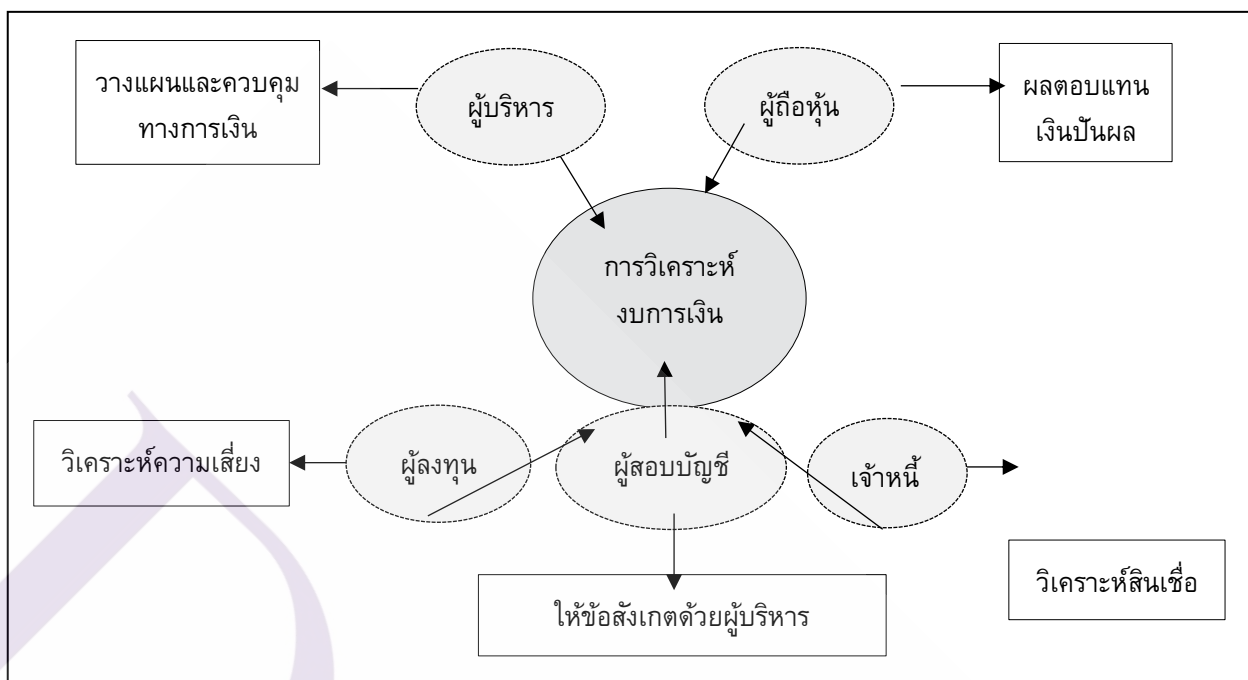 วางแผนและควบคุม
ทางการเงิน
ผู้บริหาร
ผู้ถือหุ้น
ผลตอบแทน
เงินปันผล
การวิเคราะห์
งบการเงิน
วิเคราะห์ความเสี่ยง
ผู้ลงทุน
ผู้สอบบัญชี
เจ้าหนี้
วิเคราะห์สินเชื่อ
ให้ข้อสังเกตด้วยผู้บริหาร